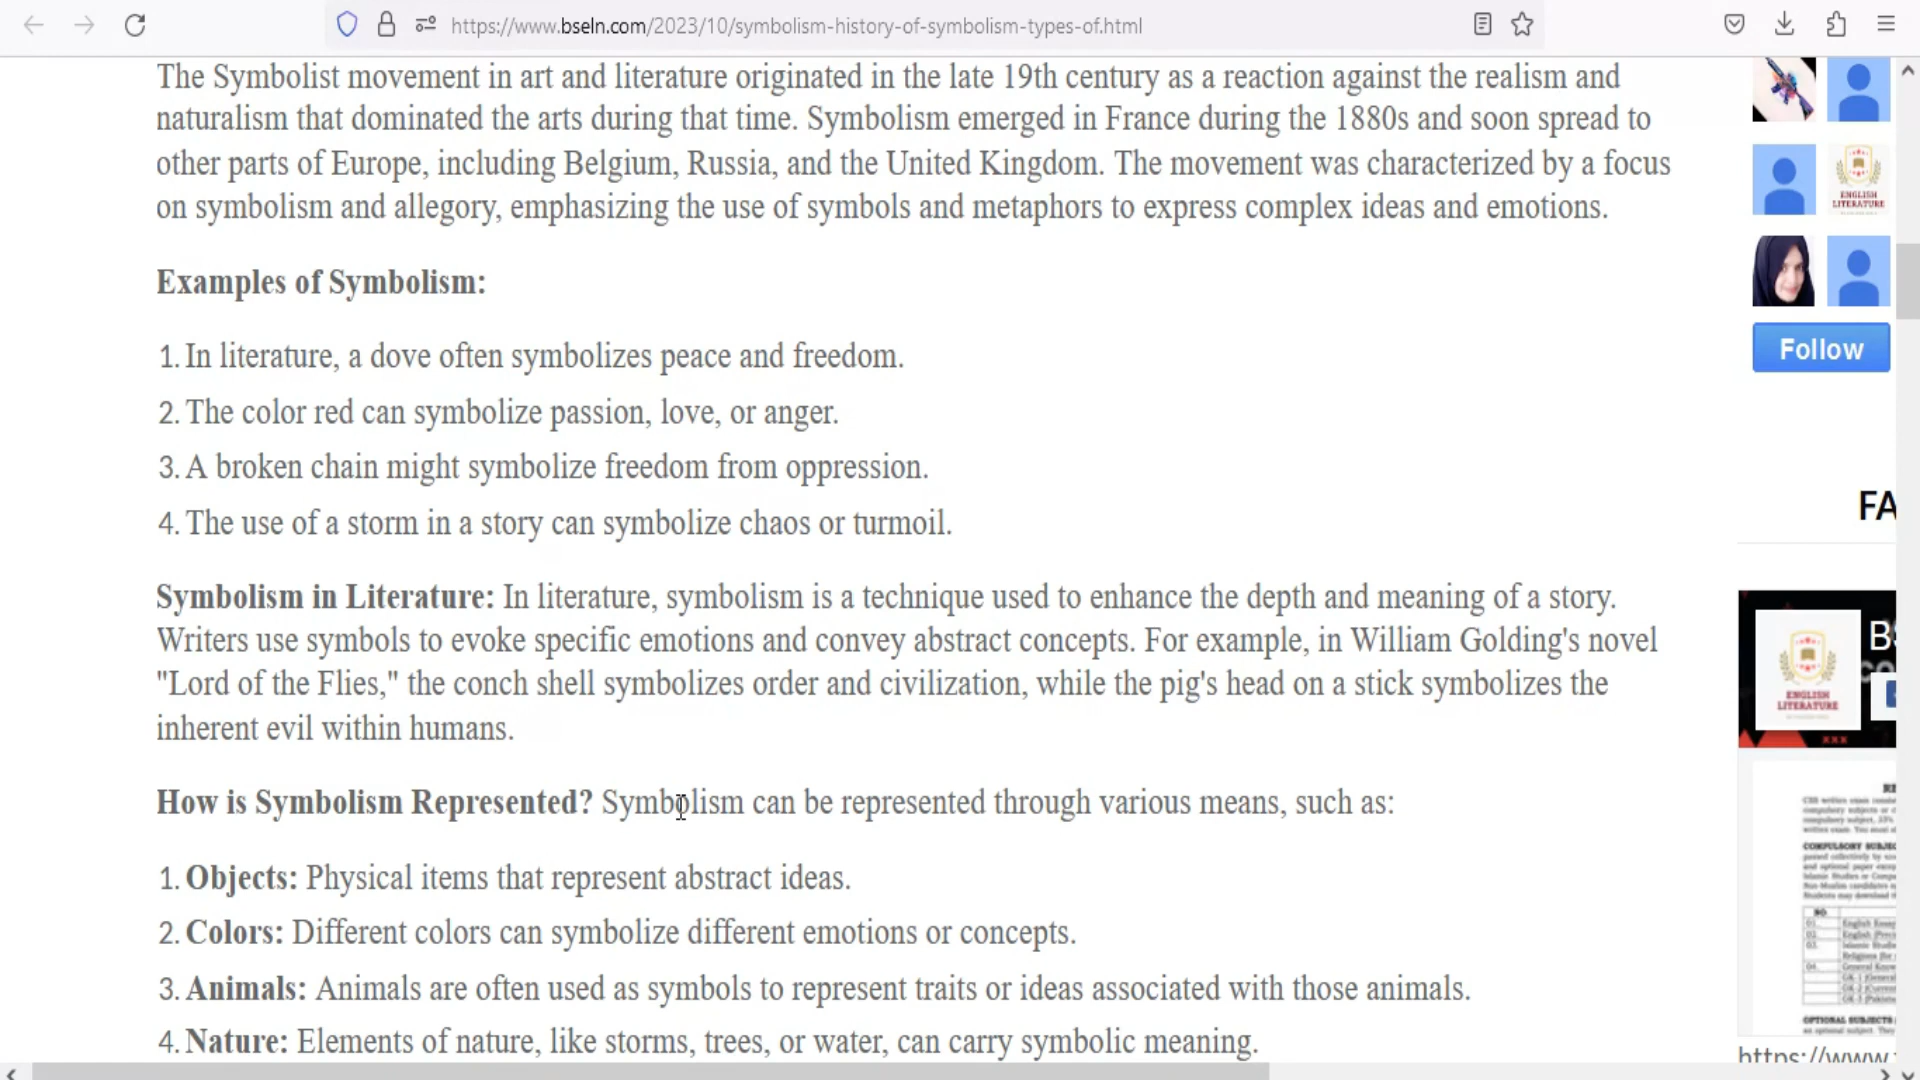 https://www.bseln.com/2023/10/symbolism-history-of-symbolism-types-of.html
The Symbolist movement in art and literature originated in the late 19th century as a reaction against the realism and
naturalism that dominated the arts during that time. Symbolism emerged in France during the 1880s and soon spread to
other parts of Europe, including Belgium, Russia, and the United Kingdom. The movement was characterized by a focus
on symbolism and allegory, emphasizing the use of symbols and metaphors to express complex ideas and emotions.
Examples of Symbolism:
1. In literature, a dove often symbolizes peace and freedom.
2. The color red can symbolize passion, love, or anger.
3. A broken chain might symbolize freedom from oppression.
4. The use of a storm in a story can symbolize chaos or turmoil.
Symbolism in Literature: In literature, symbolism is a technique used to enhance the depth and meaning of a story.
Writers use symbols to evoke specific emotions and convey abstract concepts. For example, in William Golding's novel
"Lord of the Flies," the conch shell symbolizes order and civilization, while the pig's head on a stick symbolizes the
inherent evil within humans.
How is Symbolism Represented? Symbolism can be represented through various means, such as:
1. Objects: Physical items that represent abstract ideas.
2. Colors: Different colors can symbolize different emotions or concepts.
3. Animals: Animals are often used as symbols to represent traits or ideas associated with those animals.
4. Nature: Elements of nature, like storms, trees, or water, can carry symbolic meaning.
ENGLISH
LITERATURE
Follow
FA
ENGLISH
LITERATURE
COMPULSORY
OPTIONAL SUBJECTS
https://www.